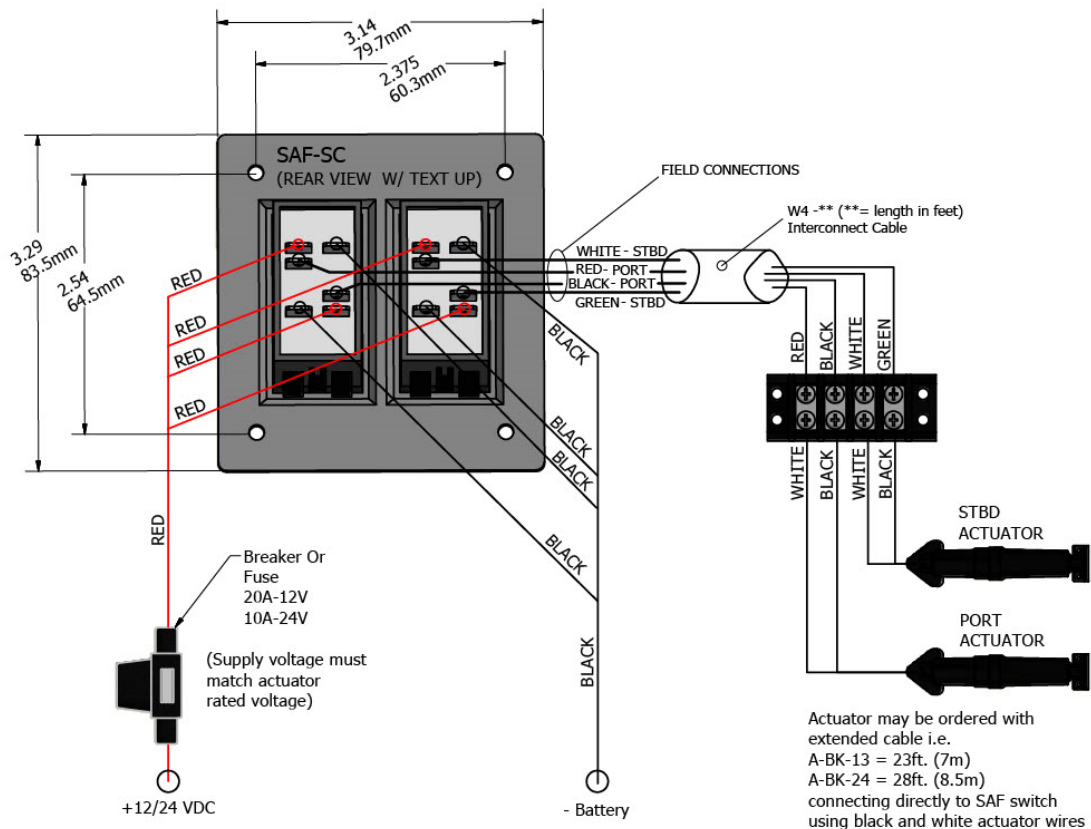 3.14
79.7mm
2.375
60.3mm
3.29
83.5mm
2.54
64.5mm
SAF-SC
(REAR VIEW W/ TEXT UP)
FIELD CONNECTIONS
W4 -** (**= length in feet)
Interconnect Cable
WHITE - STBD
RED- PORT
BLACK- PORT
GREEN- STBD
RED
RED
RED
RED
RED
BLACK
BLACK
BLACK
BLACK
BLACK
RED
BLACK
WHITE
GREEN
WHITE
BLACK
WHITE
BLACK
STBD
ACTUATOR
PORT
ACTUATOR
Breaker Or
Fuse
20A-12V
10A-24V
(Supply voltage must
match actuator
rated voltage)
+12/24 VDC
- Battery
Actuator may be ordered with
extended cable i.e.
A-BK-13 = 23ft. (7m)
A-BK-24 = 28ft. (8.5m)
connecting directly to SAF switch
using black and white actuator wires